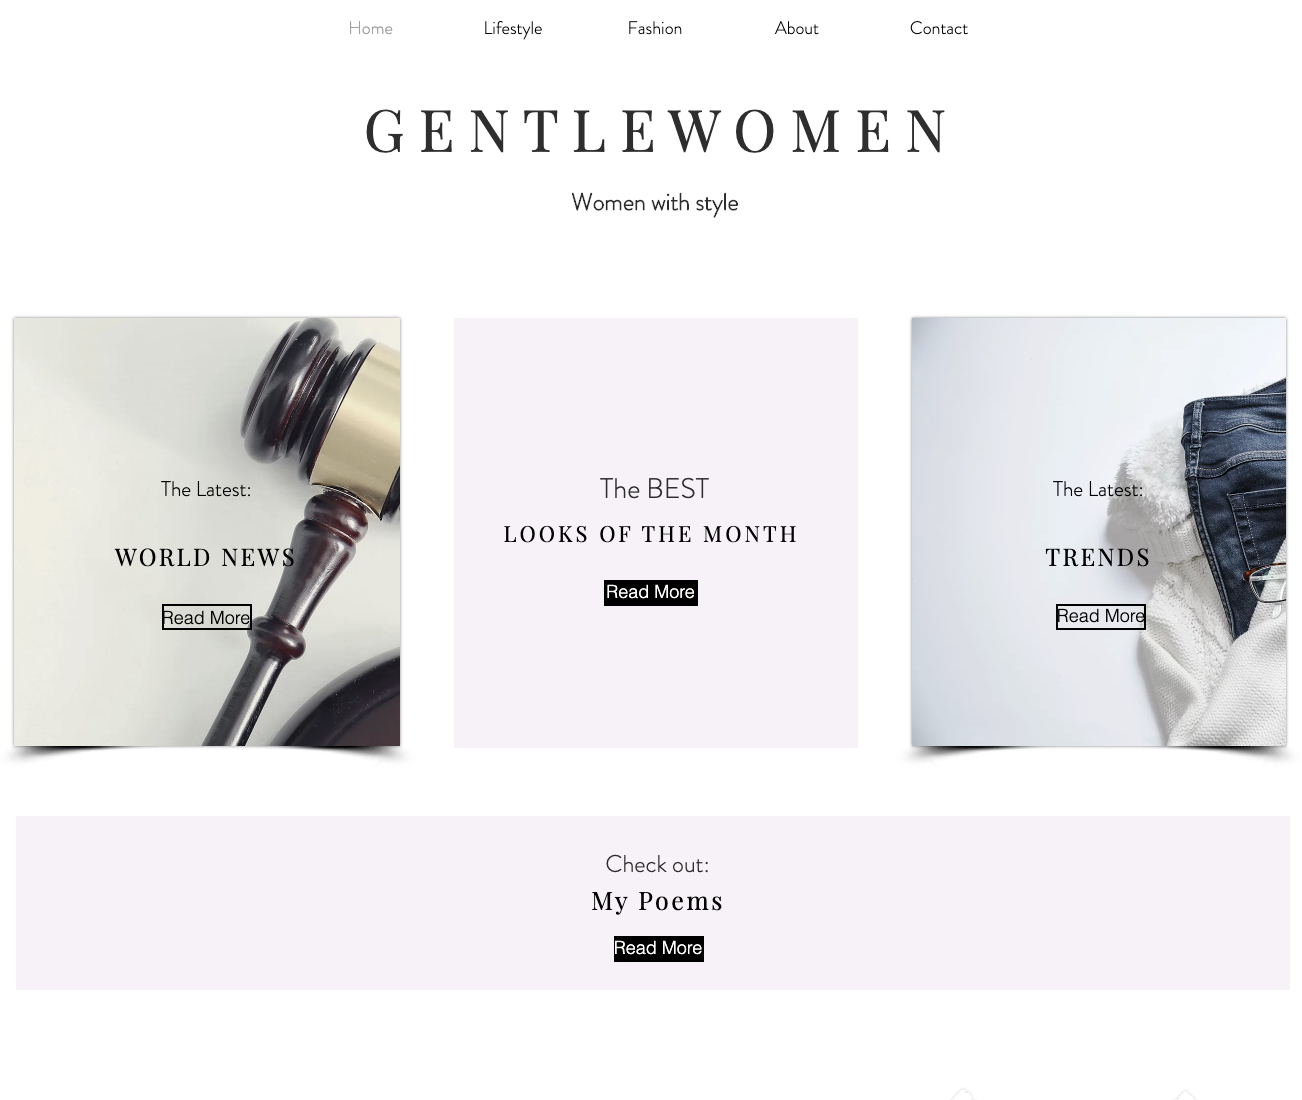 Home Lifestyle Fashion About Contact
GENTLEWOMEN
Women with style
The Latest:
WORLD NEWS
Read More
The BEST
LOOKS OF THE MONTH
Read More
The Latest:
TRENDS
Read More
Check out:
My Poems
Read More